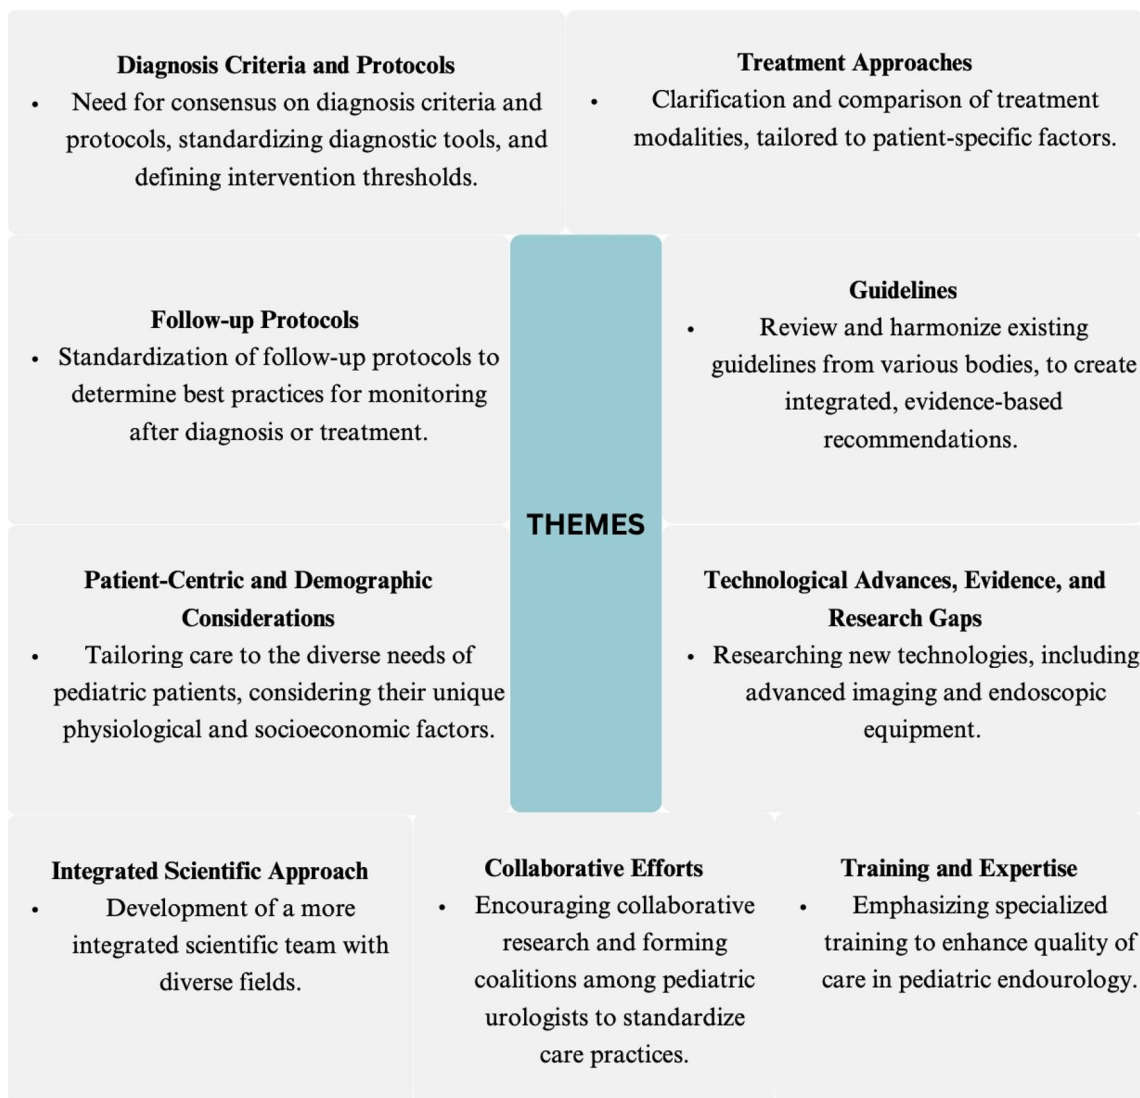 Diagnosis Criteria and Protocols
• Need for consensus on diagnosis criteria and
protocols, standardizing diagnostic tools, and
defining intervention thresholds.
Treatment Approaches
• Clarification and comparison of treatment
modalities, tailored to patient-specific factors.
Follow-up Protocols
• Standardization of follow-up protocols to
determine best practices for monitoring
after diagnosis or treatment.
Guidelines
• Review and harmonize existing
guidelines from various bodies, to create
integrated, evidence-based
recommendations.
THEMES
Patient-Centric and Demographic
Considerations
• Tailoring care to the diverse needs of
pediatric patients, considering their unique
physiological and socioeconomic factors.
Technological Advances, Evidence, and
Research Gaps
• Researching new technologies, including
advanced imaging and endoscopic
equipment.
Integrated Scientific Approach
• Development of a more
integrated scientific team with
diverse fields.
Collaborative Efforts
• Encouraging collaborative
research and forming
coalitions among pediatric
urologists to standardize
care practices.
Training and Expertise
• Emphasizing specialized
training to enhance quality of
care in pediatric endourology.